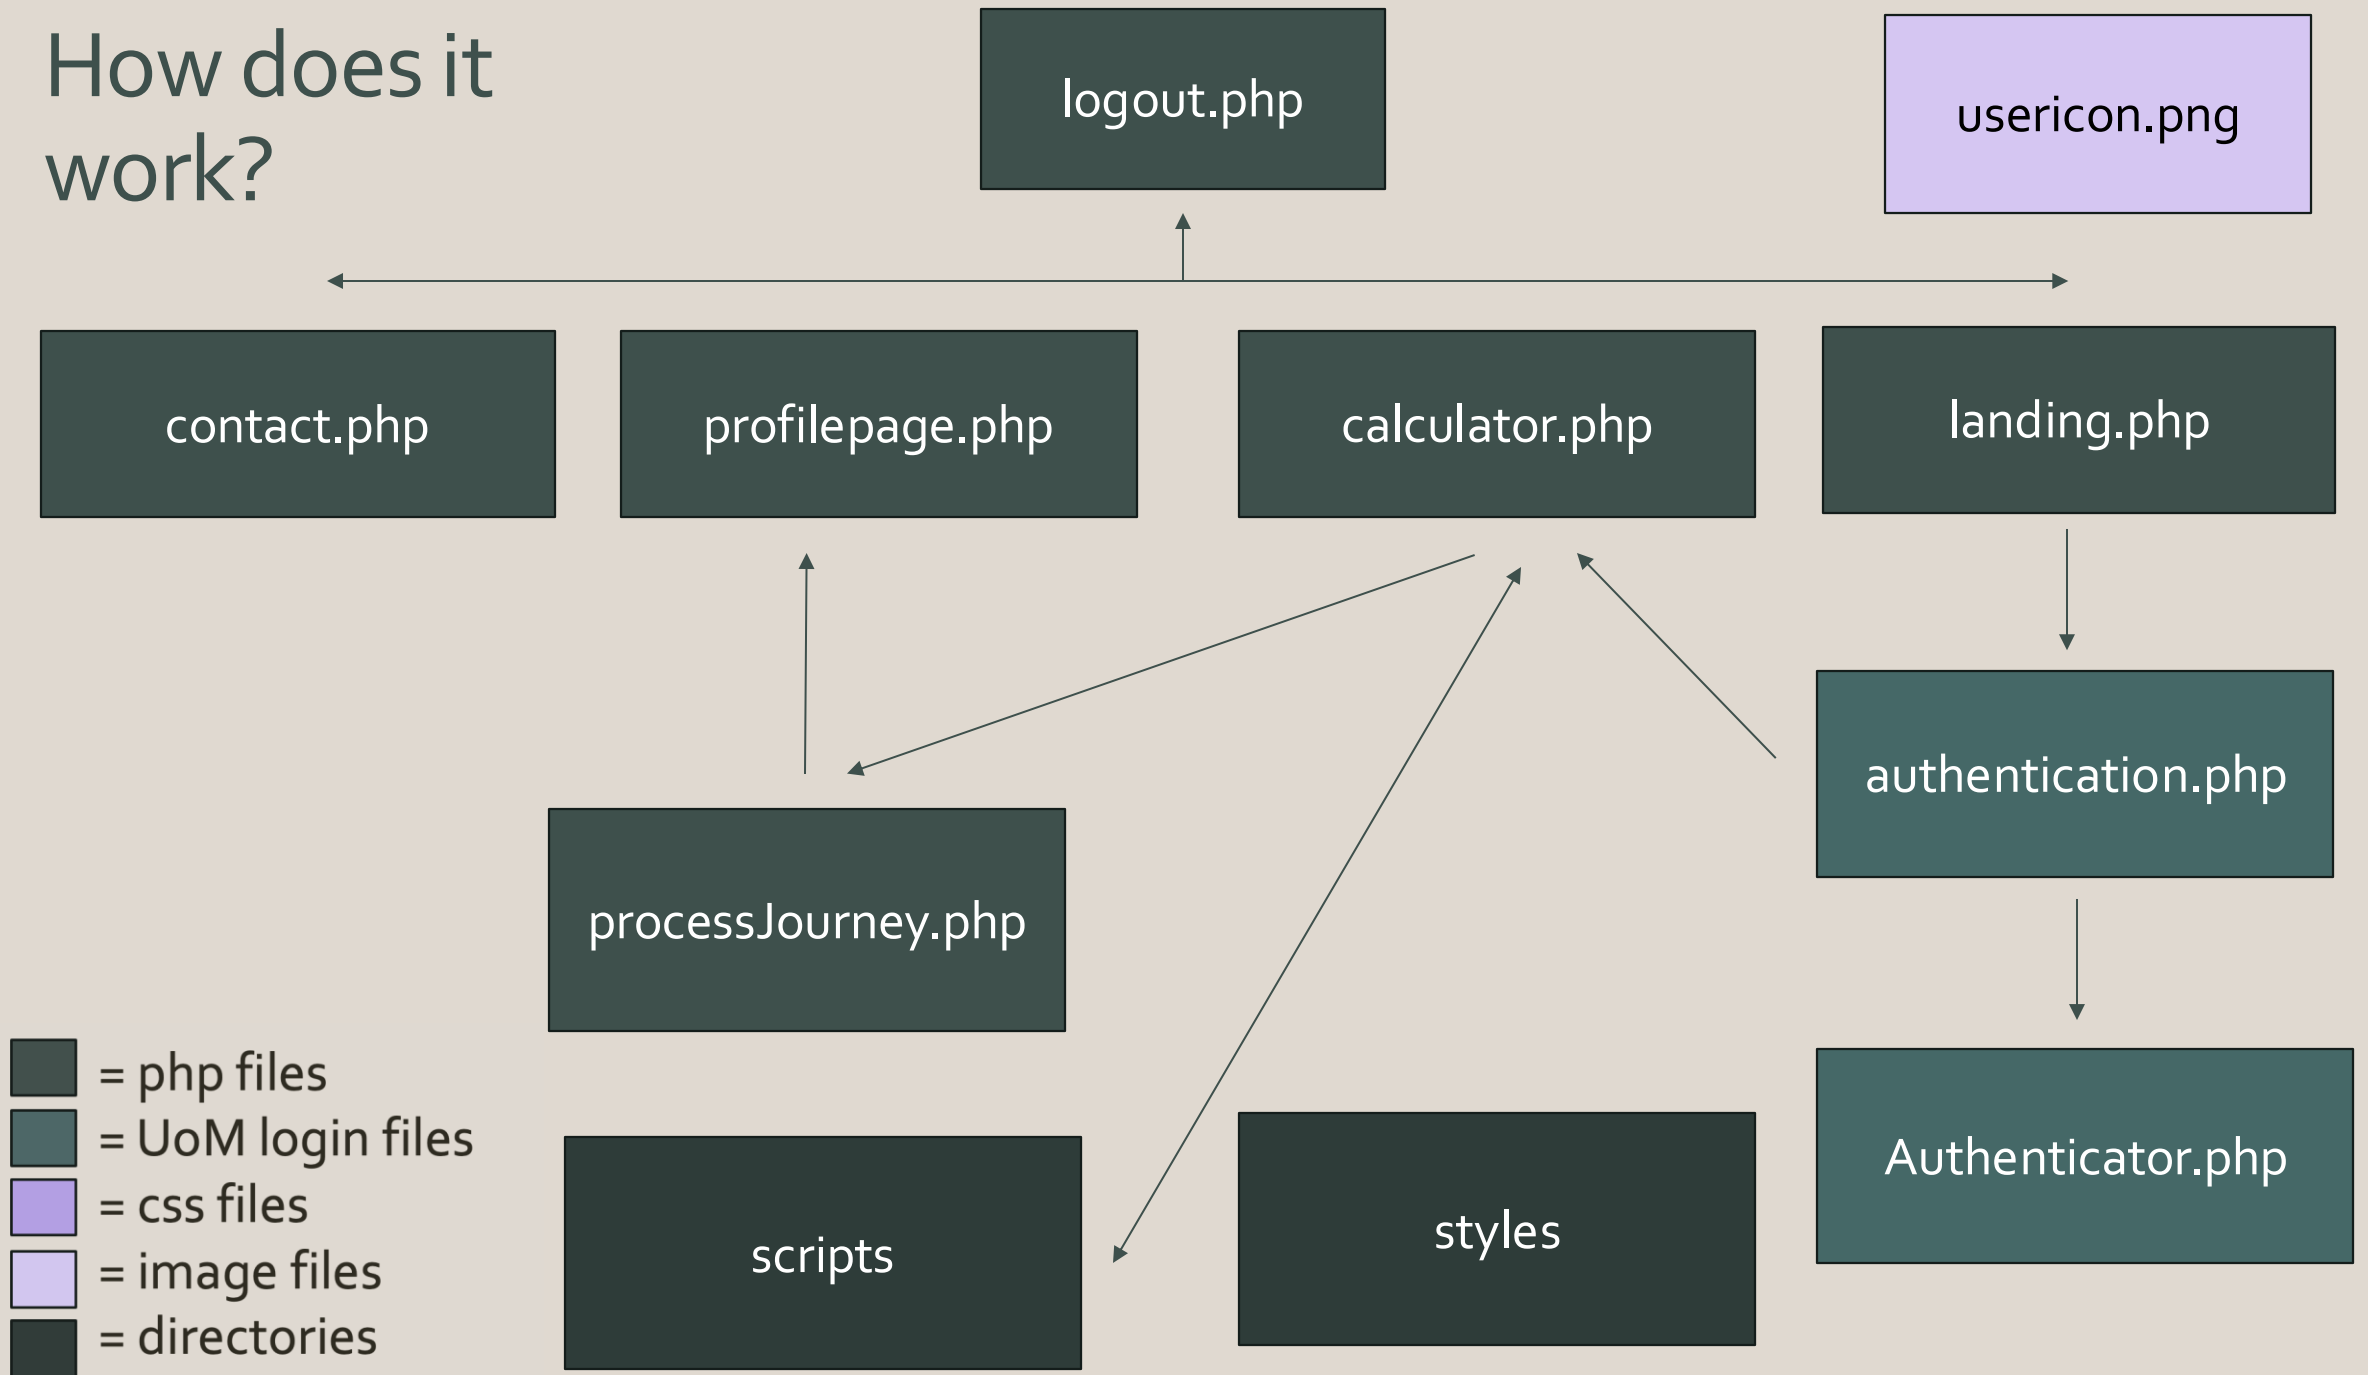 How does it
work?
logout.php
usericon.png
contact.php
profilepage.php
calculator.php
landing.php
authentication.php
processJourney.php
Authenticator.php
scripts
styles
= php files
= UoM login files
= css files
= image files
= directories